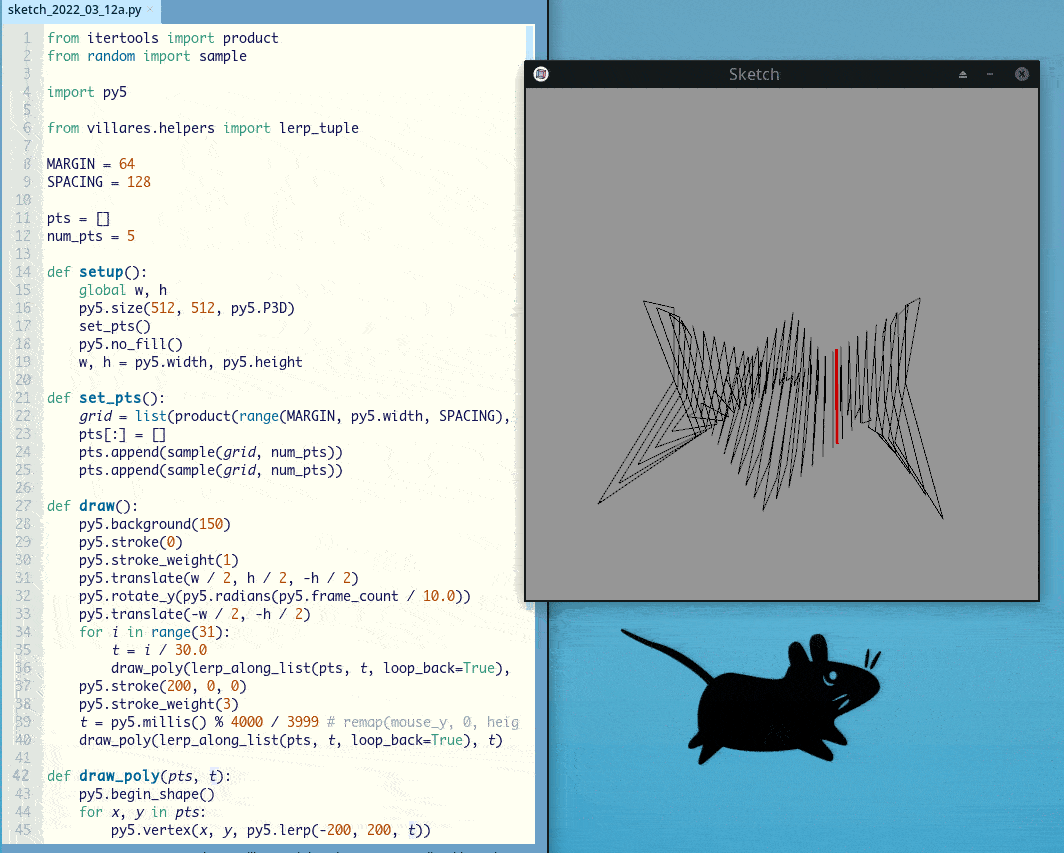 sketch_2022_03_12a.py
Sketch
1 from itertools import product
2 from random import sample
3
4 import py5
5
6 from villares.helpers import lerp_tuple
7
8 MARGIN = 64
9 SPACING = 128
10
11 pts = []
12 num_pts = 5
13
14 def setup():
15     global w, h
16     py5.size(512, 512, py5.P3D)
17     set_pts()
18     py5.no_fill()
19     w, h = py5.width, py5.height
20
21 def set_pts():
22     grid = list(product(range(MARGIN, py5.width, SPACING),
23     pts[:] = []
24     pts.append(sample(grid, num_pts))
25     pts.append(sample(grid, num_pts))
26
27 def draw():
28     py5.background(150)
29     py5.stroke(0)
30     py5.stroke_weight(1)
31     py5.translate(w / 2, h / 2, -h / 2)
32     py5.rotate_y(py5.radians(py5.frame_count / 10.0))
33     py5.translate(-w / 2, -h / 2)
34     for i in range(31):
35         t = i / 30.0
36         draw_poly(lerp_along_list(pts, t, loop_back=True),
37     py5.stroke(200, 0, 0)
38     py5.stroke_weight(3)
39     t = py5.millis() % 4000 / 3999 # remap(mouse_y, 0, heig
40     draw_poly(lerp_along_list(pts, t, loop_back=True), t)
41
42 def draw_poly(pts, t):
43     py5.begin_shape()
44     for x, y in pts:
45         py5.vertex(x, y, py5.lerp(-200, 200, t))